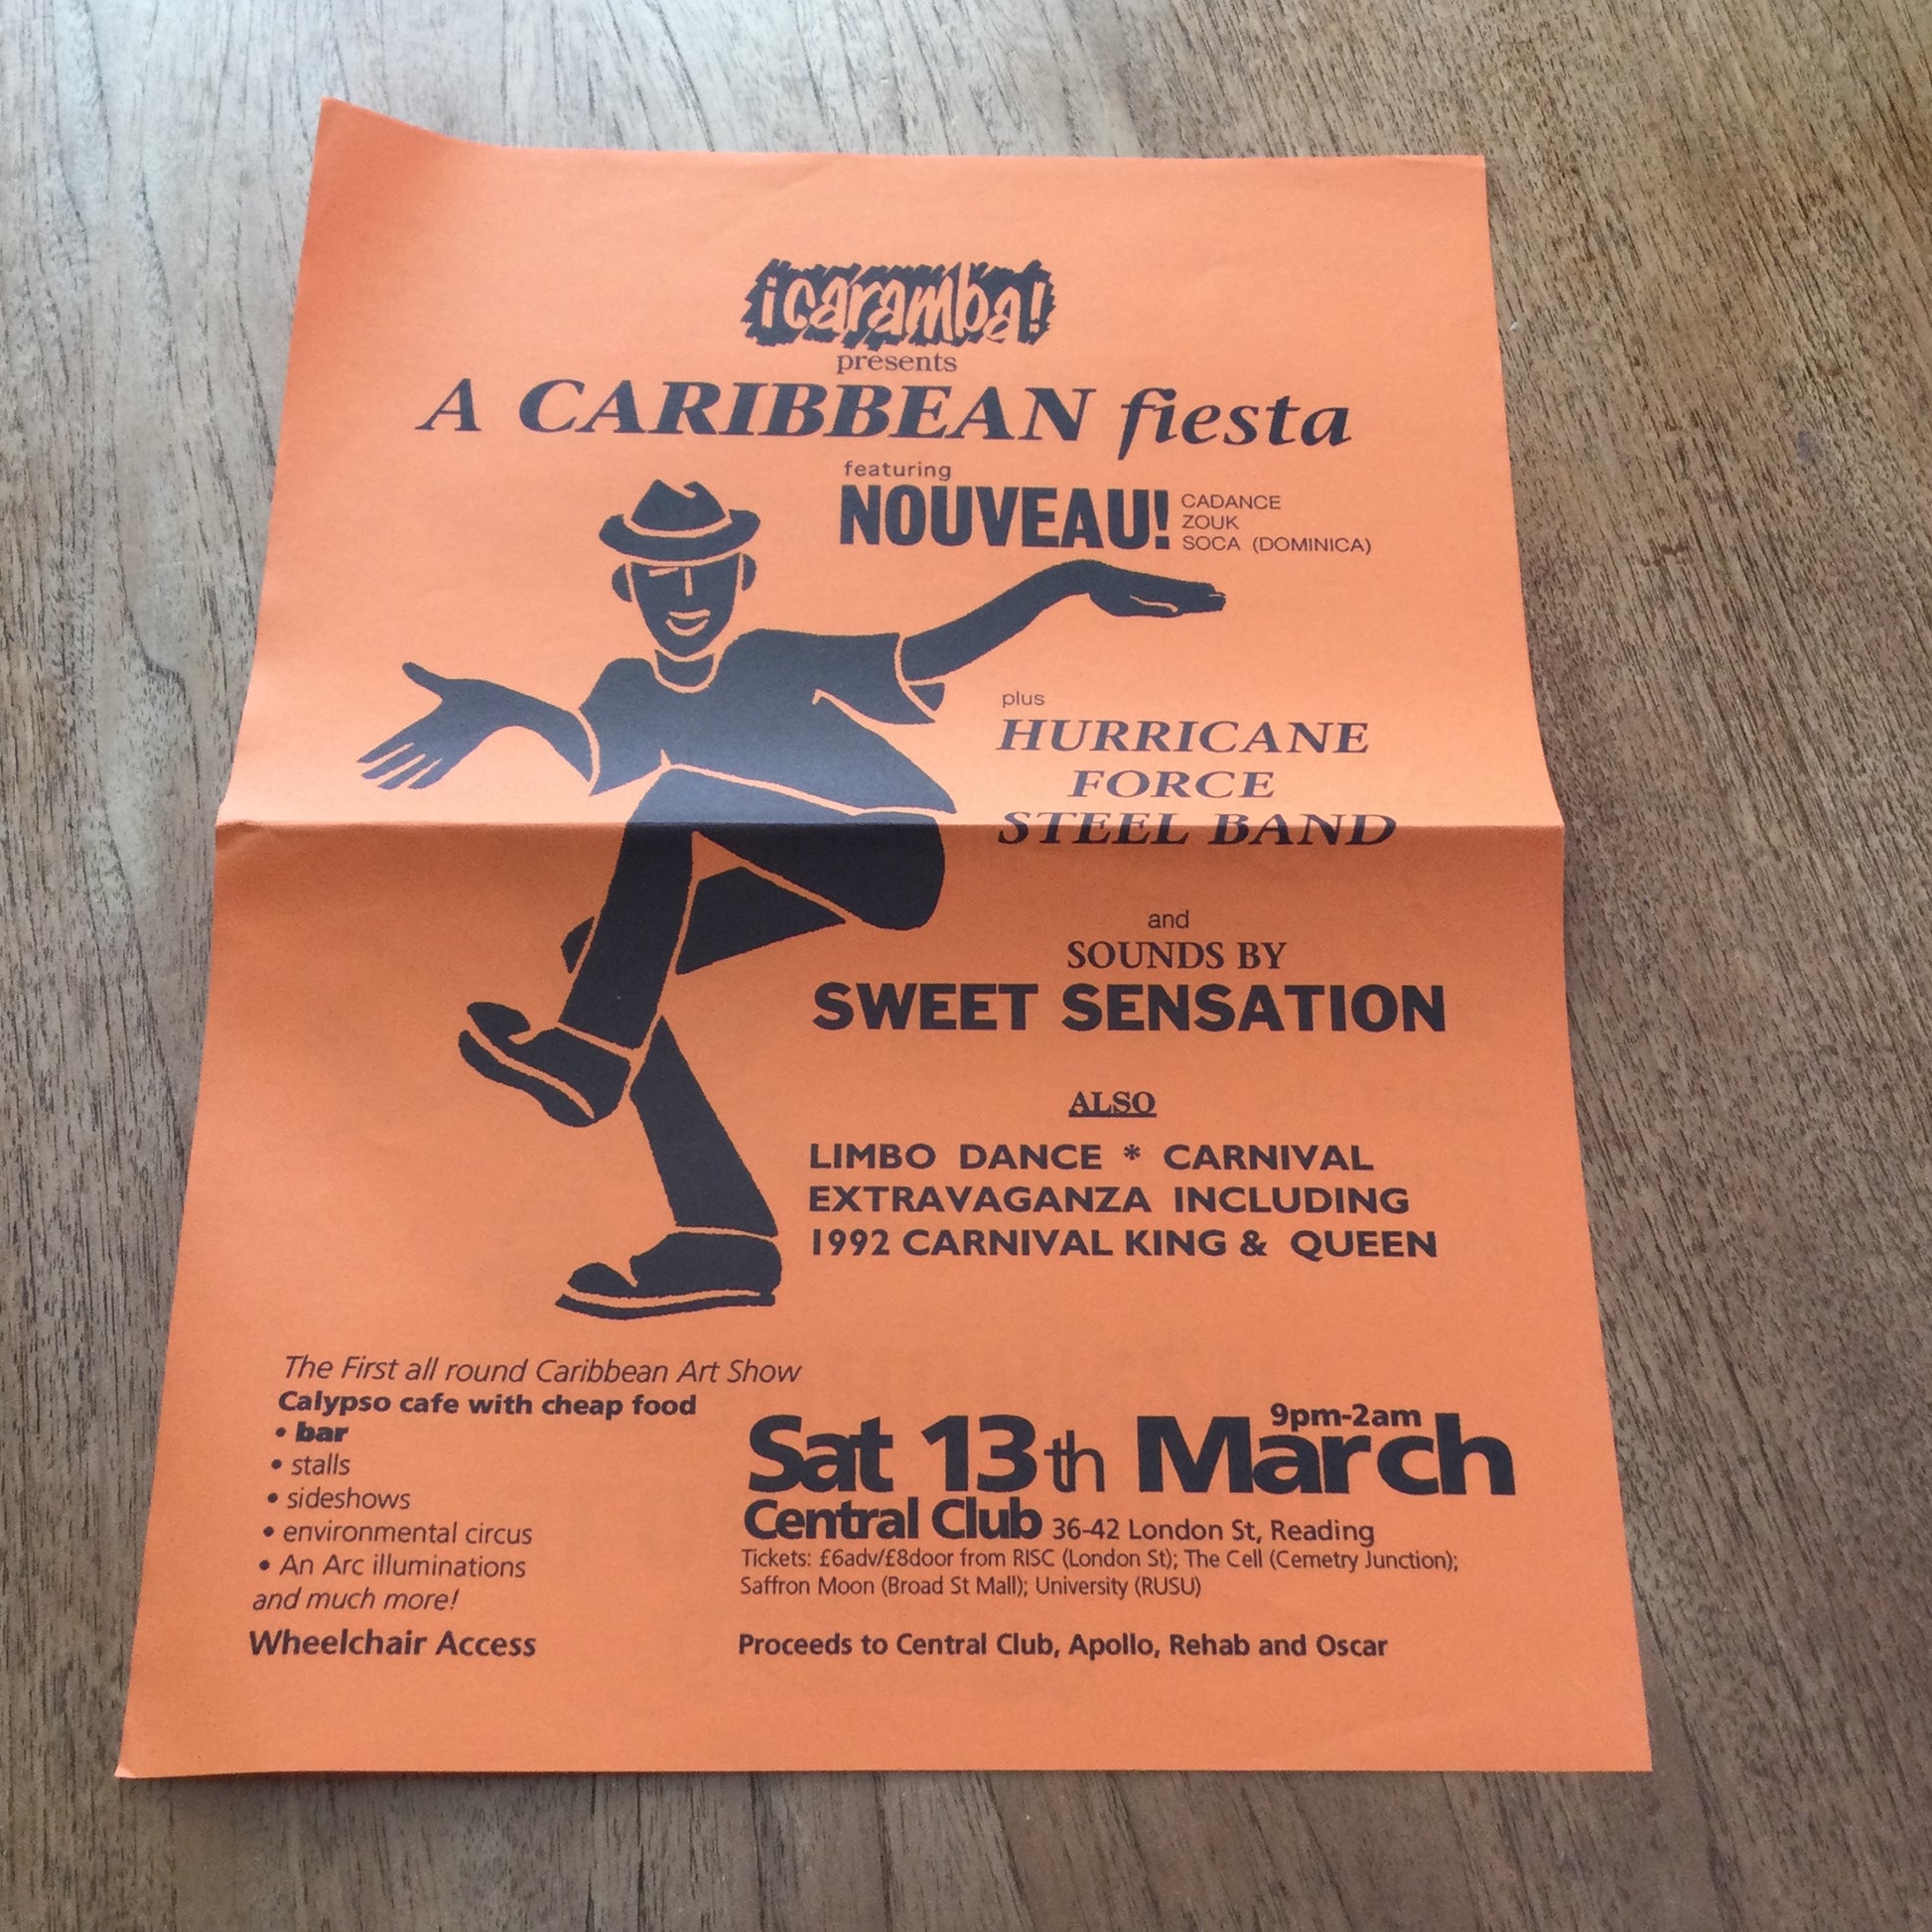 ¡caramba!
presents
A CARIBBEAN fiesta
featuring
NOUVEAU!
CADANCE
ZOUK
SOCA (DOMINICA)
plus
HURRICANE
FORCE
STEEL BAND
and
SOUNDS BY
SWEET SENSATION
ALSO
LIMBO DANCE * CARNIVAL
EXTRAVAGANZA INCLUDING
1992 CARNIVAL KING & QUEEN
The First all round Caribbean Art Show
Calypso cafe with cheap food
• bar
• stalls
• sideshows
• environmental circus
• An Arc illuminations
and much more!
Wheelchair Access
9pm-2am
Sat 13th March
Central Club 36-42 London St, Reading
Tickets: £6adv/£8door from RISC (London St); The Cell (Cemetry Junction);
Saffron Moon (Broad St Mall); University (RUSU)
Proceeds to Central Club, Apollo, Rehab and Oscar